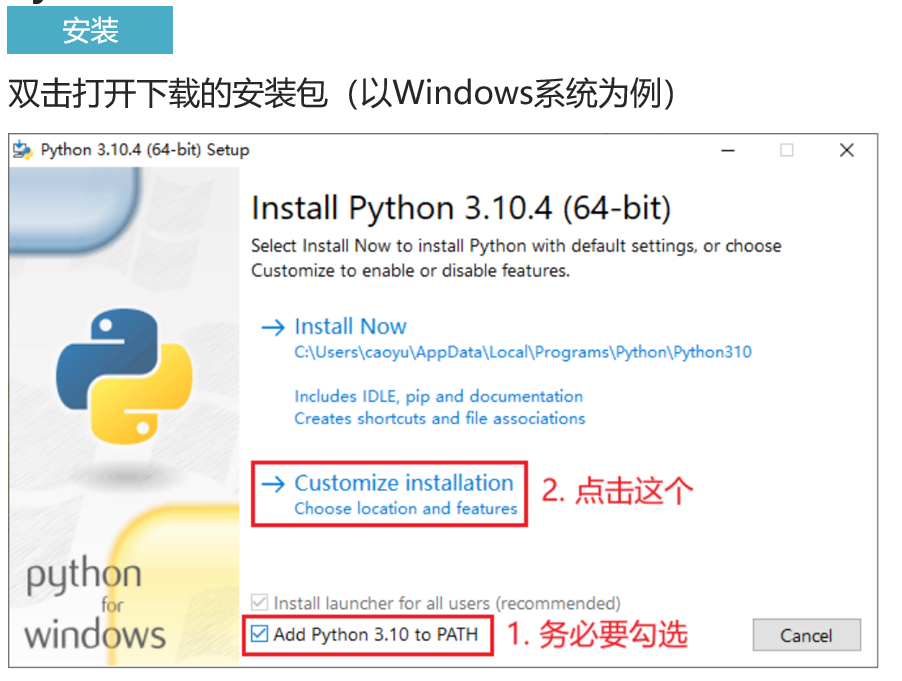 安装
双击打开下载的安装包（以Windows系统为例）
Python 3.10.4 (64-bit) Setup
Install Python 3.10.4 (64-bit)
Select Install Now to install Python with default settings, or choose
Customize to enable or disable features.
Install Now
C:\Users\caoyu\AppData\Local\Programs\Python\Python310
Includes IDLE, pip and documentation
Creates shortcuts and file associations
Customize installation
Choose location and features
2. 点击这个
python
for
windows
Install launcher for all users (recommended)
Add Python 3.10 to PATH
1. 务必要勾选
Cancel